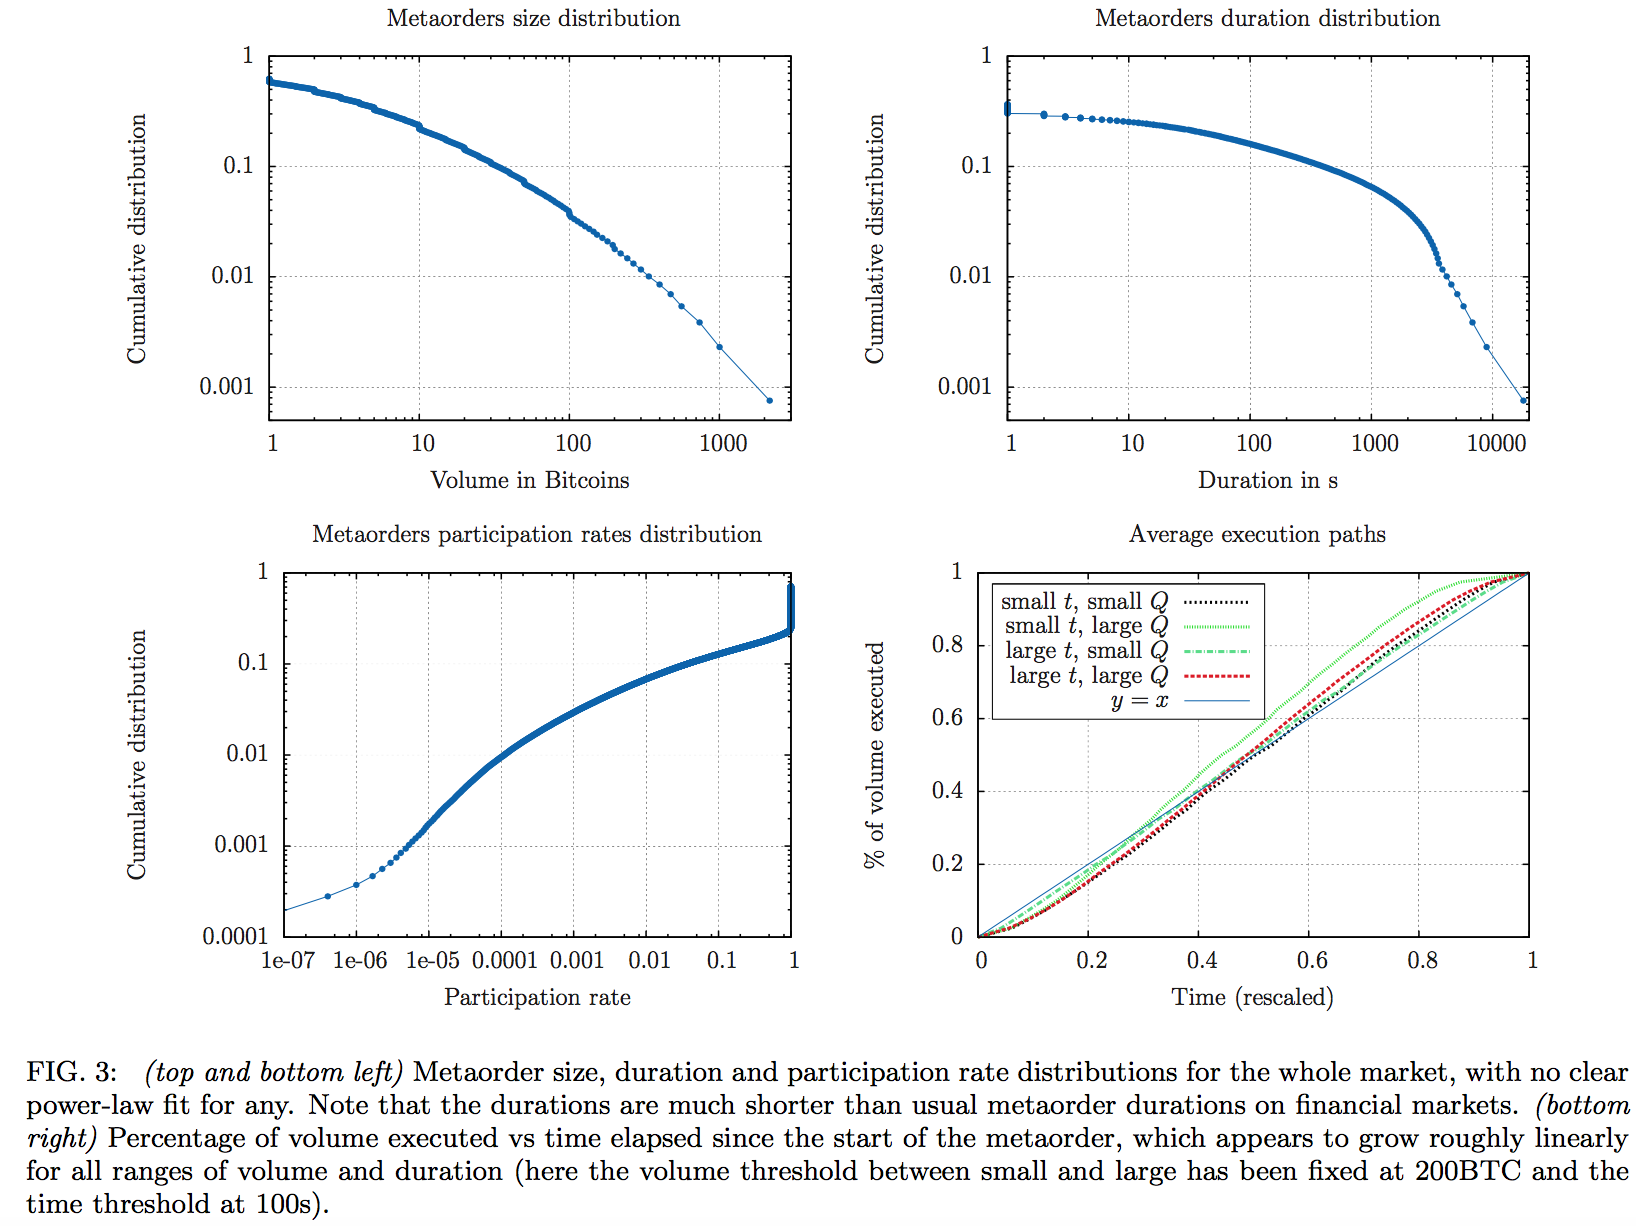 Metaorders size distribution
1
0.1
0.01
0.001
Cumulative distribution
1 10 100 1000
Volume in Bitcoins
Metaorders duration distribution
1
0.1
0.01
0.001
Cumulative distribution
1 10 100 1000 10000
Duration in s
Metaorders participation rates distribution
1
0.1
0.01
0.001
0.0001
Cumulative distribution
1e-07 1e-06 1e-05 0.0001 0.001 0.01 0.1 1
Participation rate
Average execution paths
1
0.8
0.6
0.4
0.2
0
% of volume executed
small t, small Q
small t, large Q
large t, small Q
large t, large Q
y = x
0 0.2 0.4 0.6 0.8 1
Time (rescaled)
FIG. 3: (top and bottom left) Metaorder size, duration and participation rate distributions for the whole market, with no clear
power-law fit for any. Note that the durations are much shorter than usual metaorder durations on financial markets. (bottom
right) Percentage of volume executed vs time elapsed since the start of the metaorder, which appears to grow roughly linearly
for all ranges of volume and duration (here the volume threshold between small and large has been fixed at 200BTC and the
time threshold at 100s).